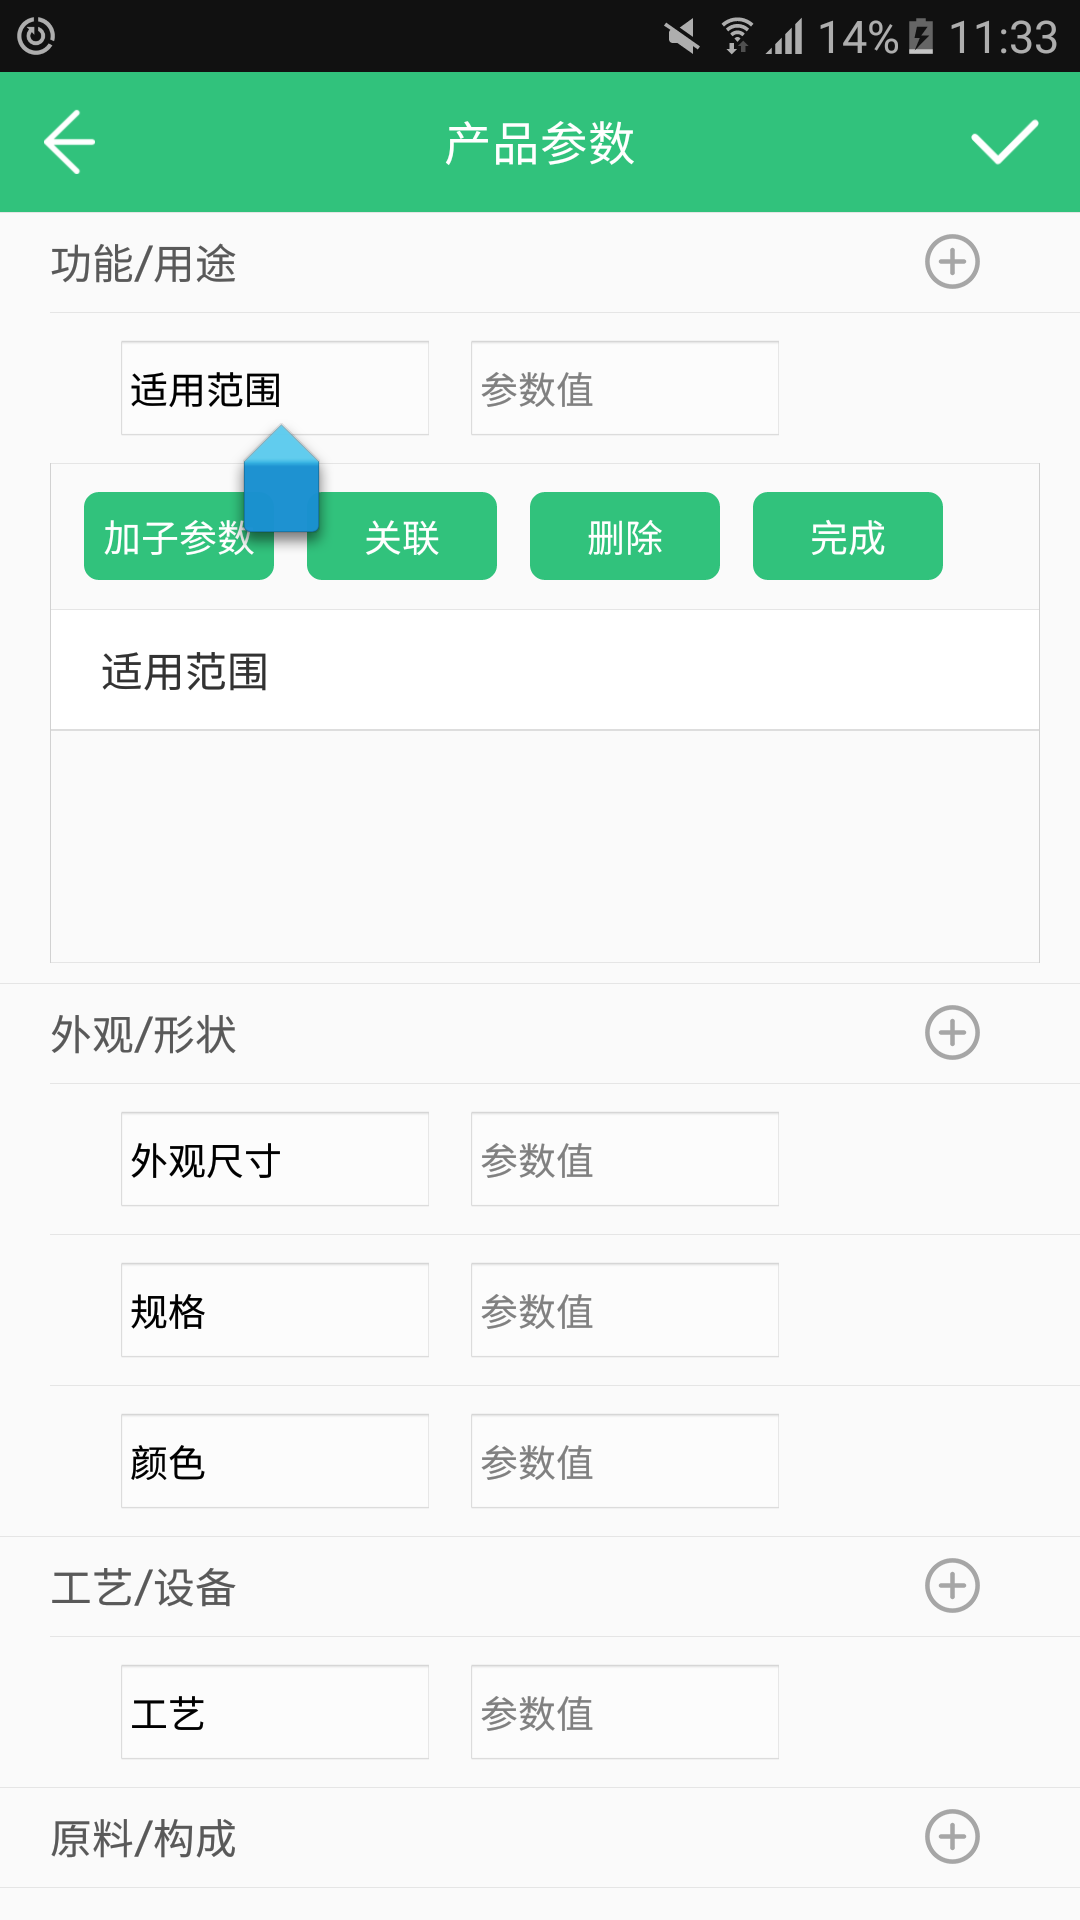 14% 11:33
产品参数
功能/用途
适用范围 参数值
加子参数 关联 删除 完成
适用范围
外观/形状
外观尺寸 参数值
规格 参数值
颜色 参数值
工艺/设备
工艺 参数值
原料/构成